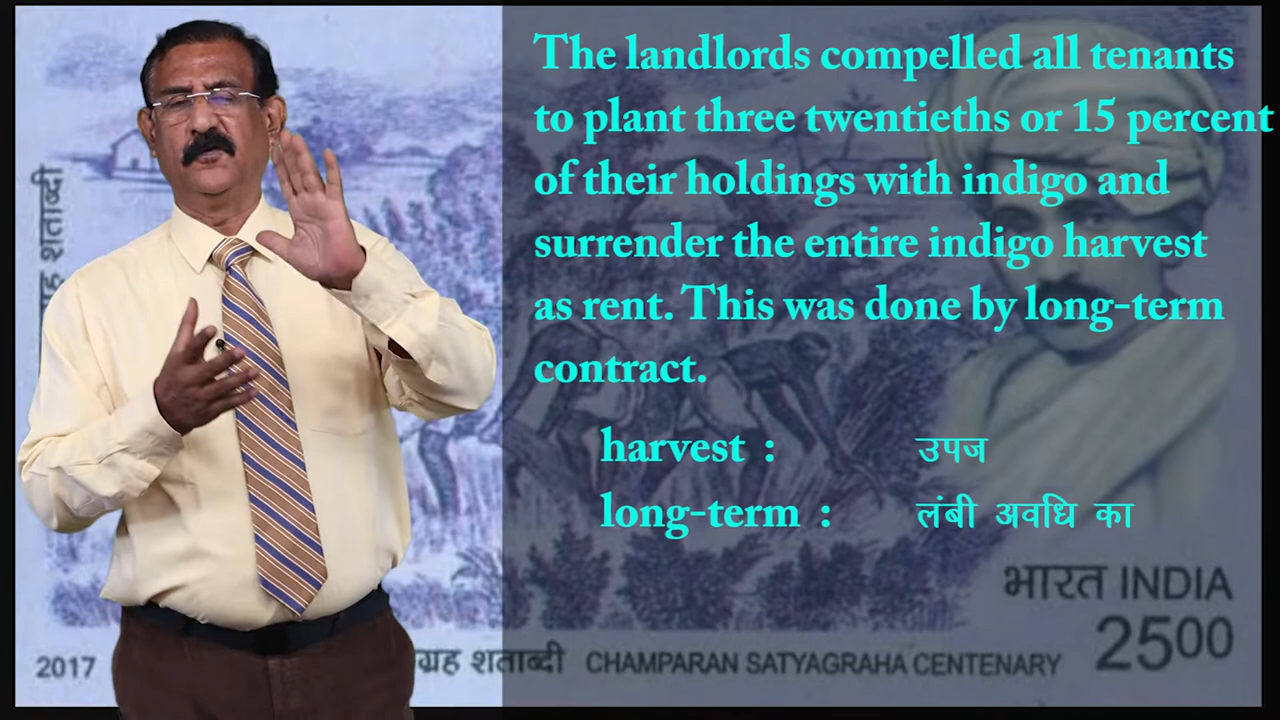 The landlords compelled all tenants
to plant three twentieths or 15 percent
of their holdings with indigo and
surrender the entire indigo harvest
as rent. This was done by long-term
contract.
harvest : उपज
long-term : लंबी अवधि का
शताब्दी
भारत INDIA
2500
2017
ग्रह शताब्दी CHAMPARAN SATYAGRAHA CENTENARY